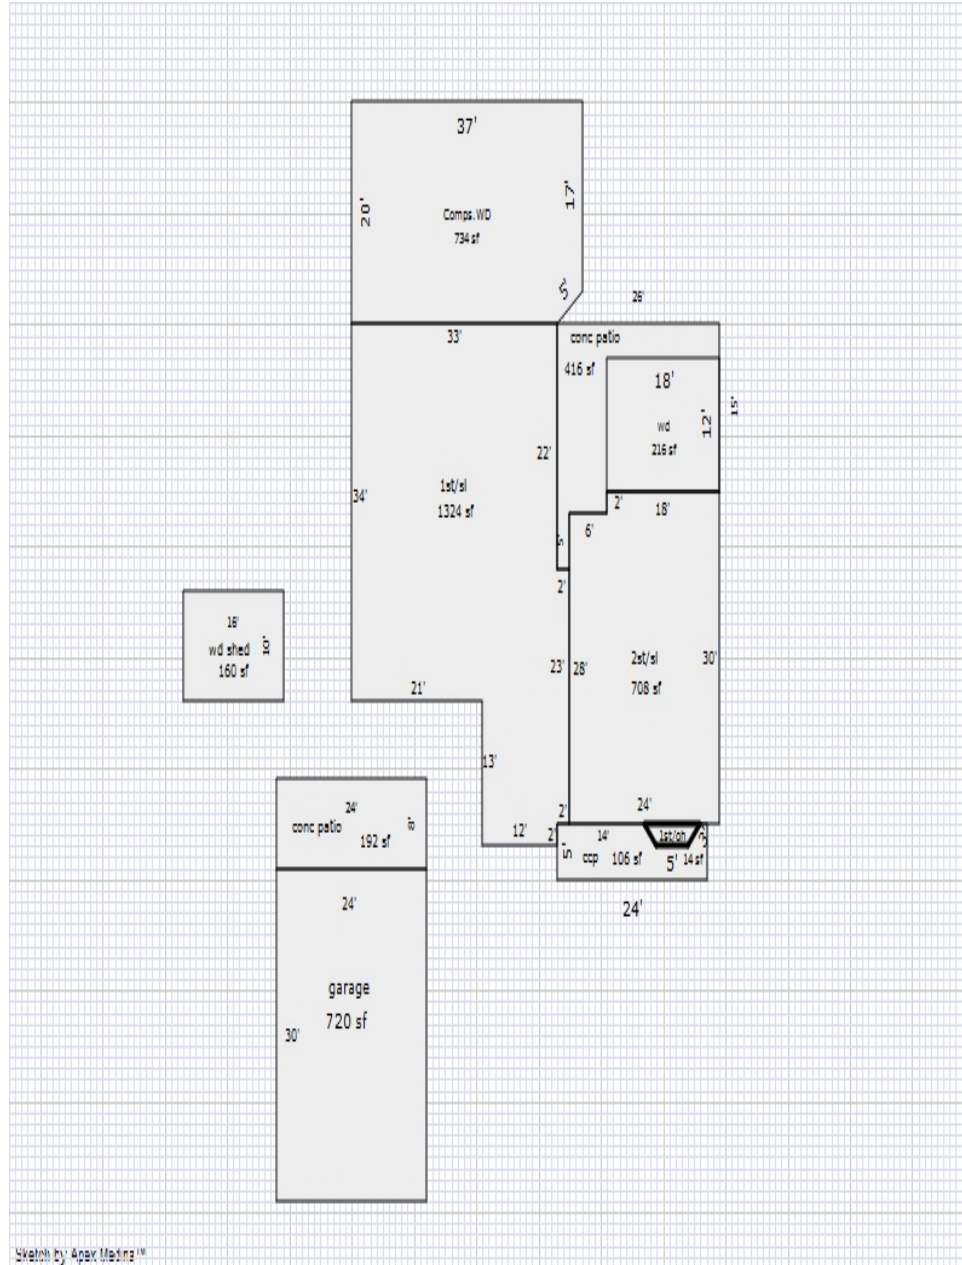 37'
20'
17'
Comps.WD
734 sf
5'
26'
33'
conc patio
416 sf
18'
15'
12'
wd
216 sf
22'
34'
1st/sl
1324 sf
2'
18'
6'
5'
2'
16'
10'
wd shed
160 sf
23'
28'
2st/sl
708 sf
30'
21'
13'
2'
24'
24'
8'
conc patio
192 sf
12'
2'
5'
14'
1st/oh
ccp
106 sf
5'
14 sf
24'
24'
garage
720 sf
30'
Sketch by Apex Medina™